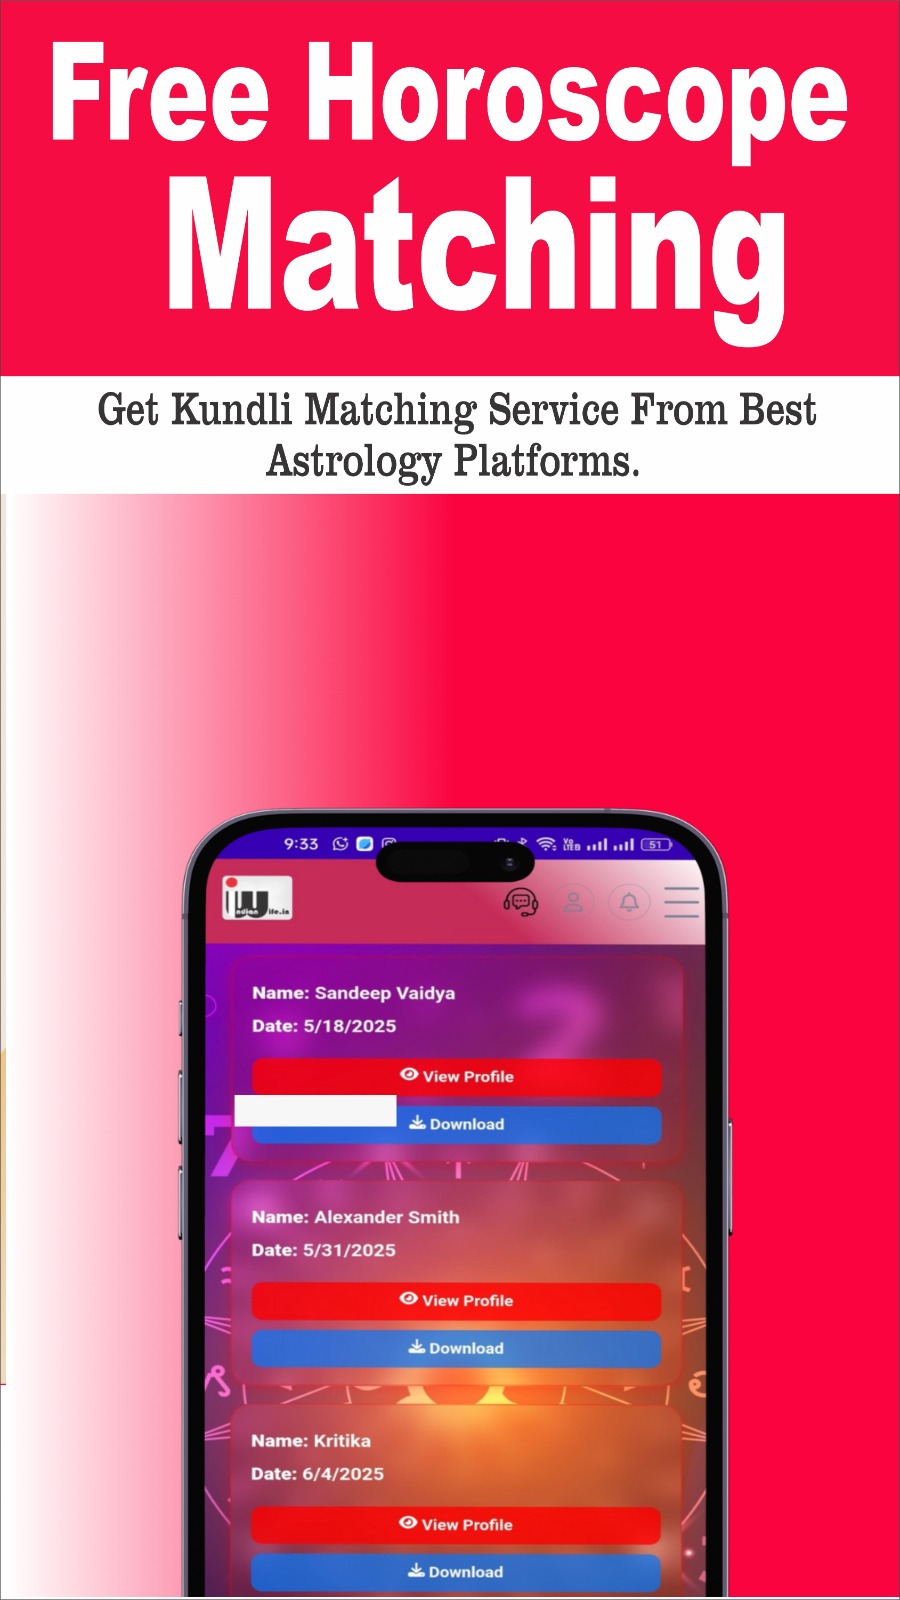 Free Horoscope
Matching
Get Kundli Matching Service From Best
Astrology Platforms.
9:33
51
Name: Sandeep Vaidya
Date: 5/18/2025
View Profile
Download
Name: Alexander Smith
Date: 5/31/2025
View Profile
Download
Name: Kritika
Date: 6/4/2025
View Profile
Download